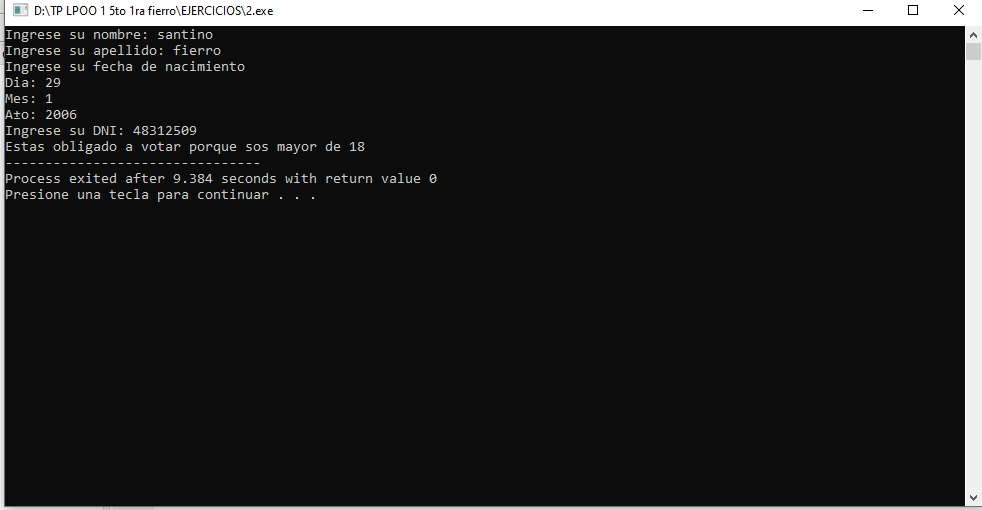 D:\TP LPOO 1 5to 1ra fierro\EJERCICIOS\2.exe
Ingrese su nombre: santino
Ingrese su apellido: fierro
Ingrese su fecha de nacimiento
Dia: 29
Mes: 1
A±o: 2006
Ingrese su DNI: 48312509
Estas obligado a votar porque sos mayor de 18
--------------------------------
Process exited after 9.384 seconds with return value 0
Presione una tecla para continuar . . .